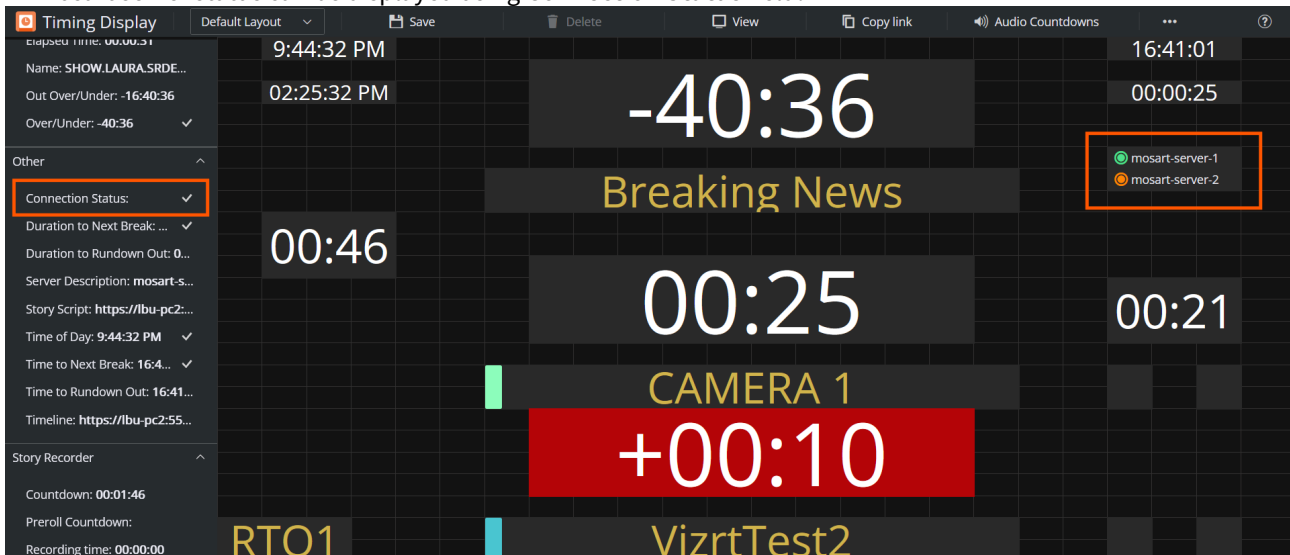 Timing Display
Default Layout
Save
Delete
View
Copy link
Audio Countdowns
•••
?
Elapsed Time: 00:00:31
Name: SHOW.LAURA.SRDE...
Out Over/Under: -16:40:36
Over/Under: -40:36
Other
Connection Status:
Duration to Next Break: ...
Duration to Rundown Out: 0...
Server Description: mosart-s...
Story Script: https://lbu-pc2:...
Time of Day: 9:44:32 PM
Time to Next Break: 16:4...
Time to Rundown Out: 16:41...
Timeline: https://lbu-pc2:55...
Story Recorder
Countdown: 00:01:46
Preroll Countdown:
Recording time: 00:00:00
9:44:32 PM
02:25:32 PM
-40:36
16:41:01
00:00:25
mosart-server-1
mosart-server-2
Breaking News
00:46
00:25
00:21
CAMERA 1
+00:10
RTO1
VizrtTest2